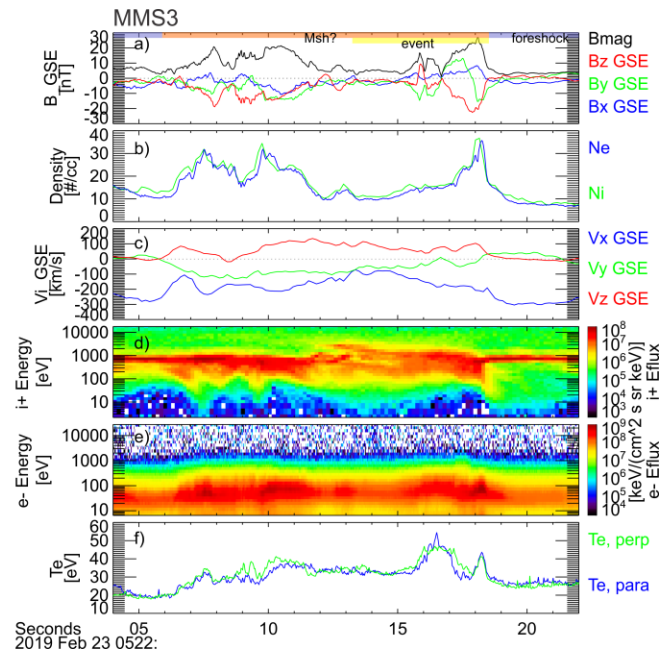 MMS3
30
20
10
0
-10
-20
-30
B_GSE
[nT]
a)
Msh?
event
foreshock
Bmag
Bz GSE
By GSE
Bx GSE
40
30
20
10
0
Density
[#/cc]
b)
Ne
Ni
200
100
0
-100
-200
-300
-400
Vi_GSE
[km/s]
c)
Vx GSE
Vy GSE
Vz GSE
10000
1000
100
10
i+ Energy
[eV]
d)
10^8
10^7
10^6
10^5
10^4
10^3
i+ Eflux
[keV/(cm^2 s sr keV)]
1000
100
10
e- Energy
[eV]
e)
10^9
10^8
10^7
10^6
10^5
10^4
e- Eflux
60
50
40
30
20
10
Te
[eV]
f)
Te, perp
Te, para
05
10
15
20
Seconds
2019 Feb 23 0522: